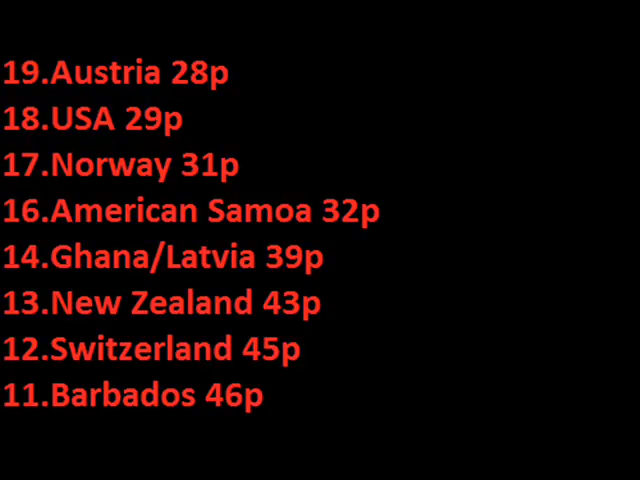 19.Austria 28p
18.USA 29p
17.Norway 31p
16.American Samoa 32p
14.Ghana/Latvia 39p
13.New Zealand 43p
12.Switzerland 45p
11.Barbados 46p